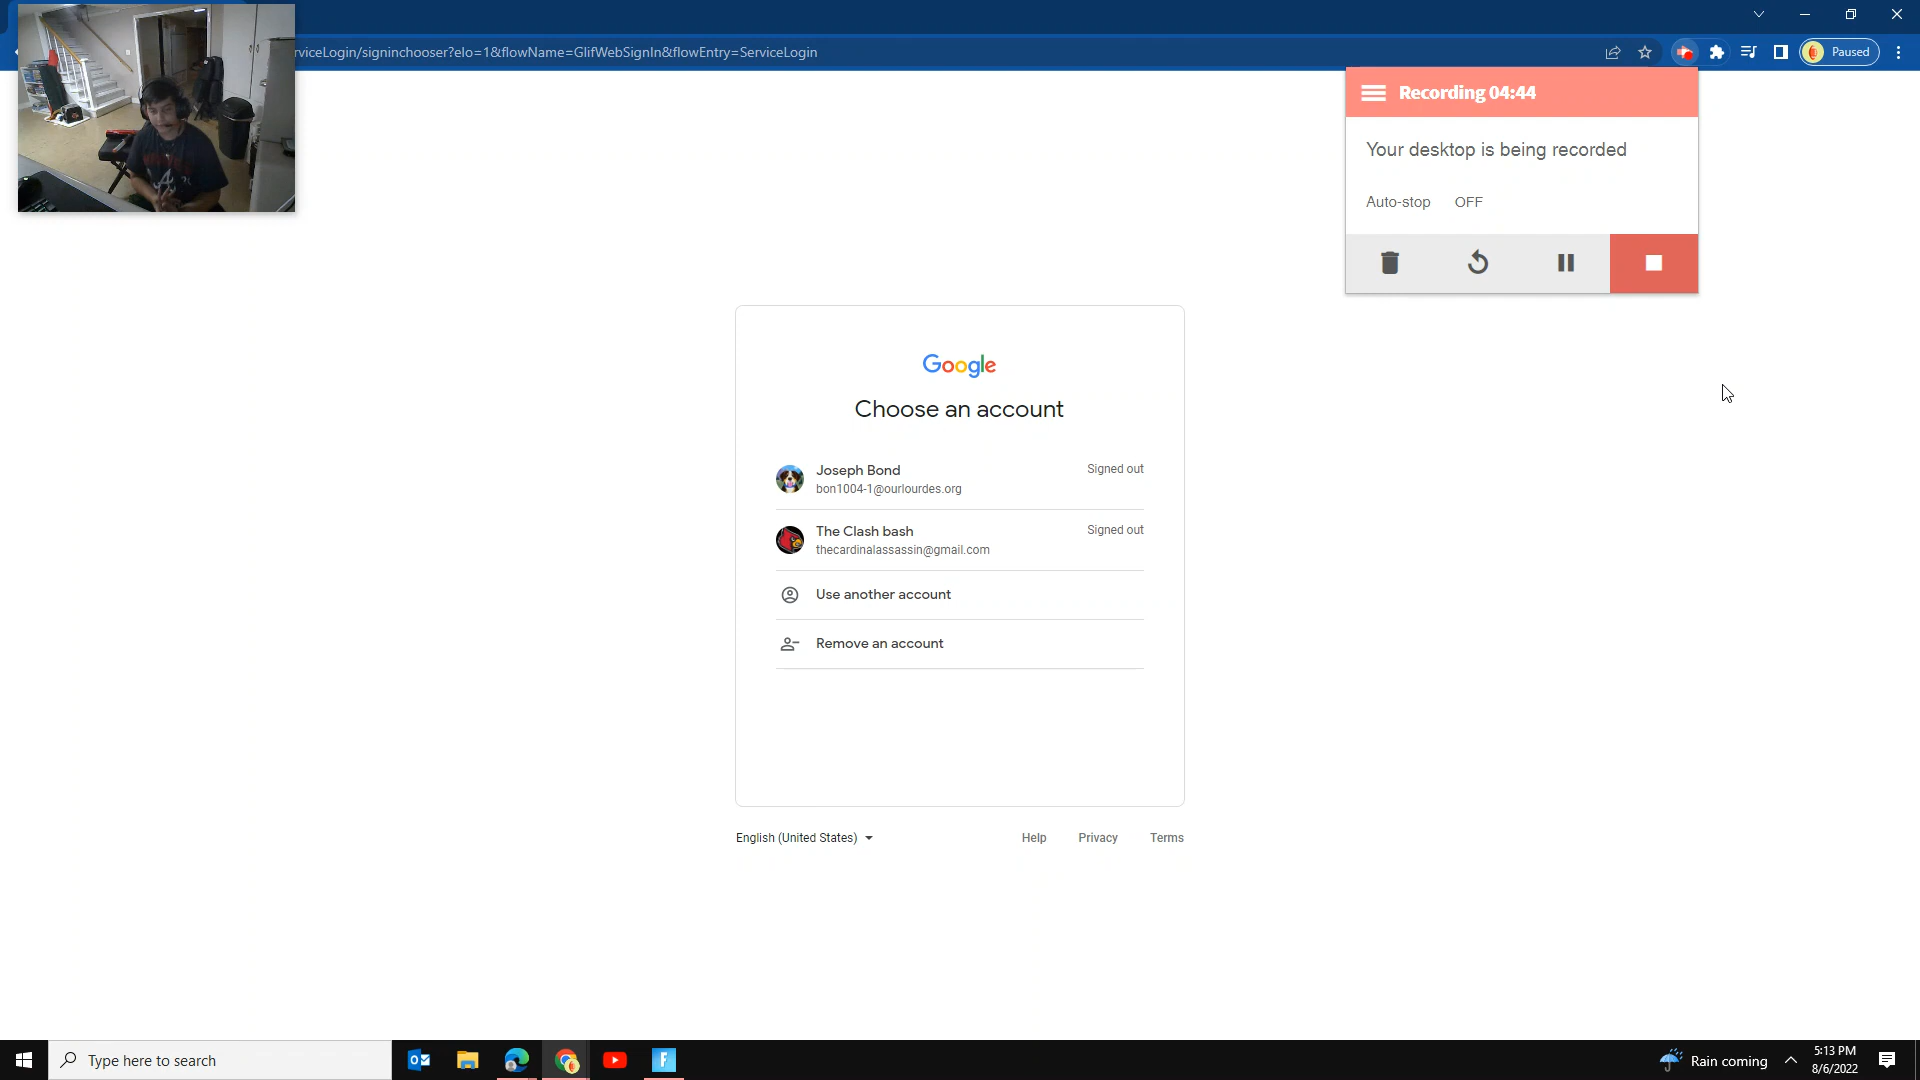 rviceLogin/signinchooser?elo=1&flowName=GlifWebSignIn&flowEntry=ServiceLogin
Paused
Recording 04:44
Your desktop is being recorded
Auto-stop OFF
Google
Choose an account
Joseph Bond
bon1004-1@ourlourdes.org
Signed out
The Clash bash
thecardinalassassin@gmail.com
Signed out
Use another account
Remove an account
English (United States)
Help Privacy Terms
Type here to search
Rain coming
5:13 PM
8/6/2022